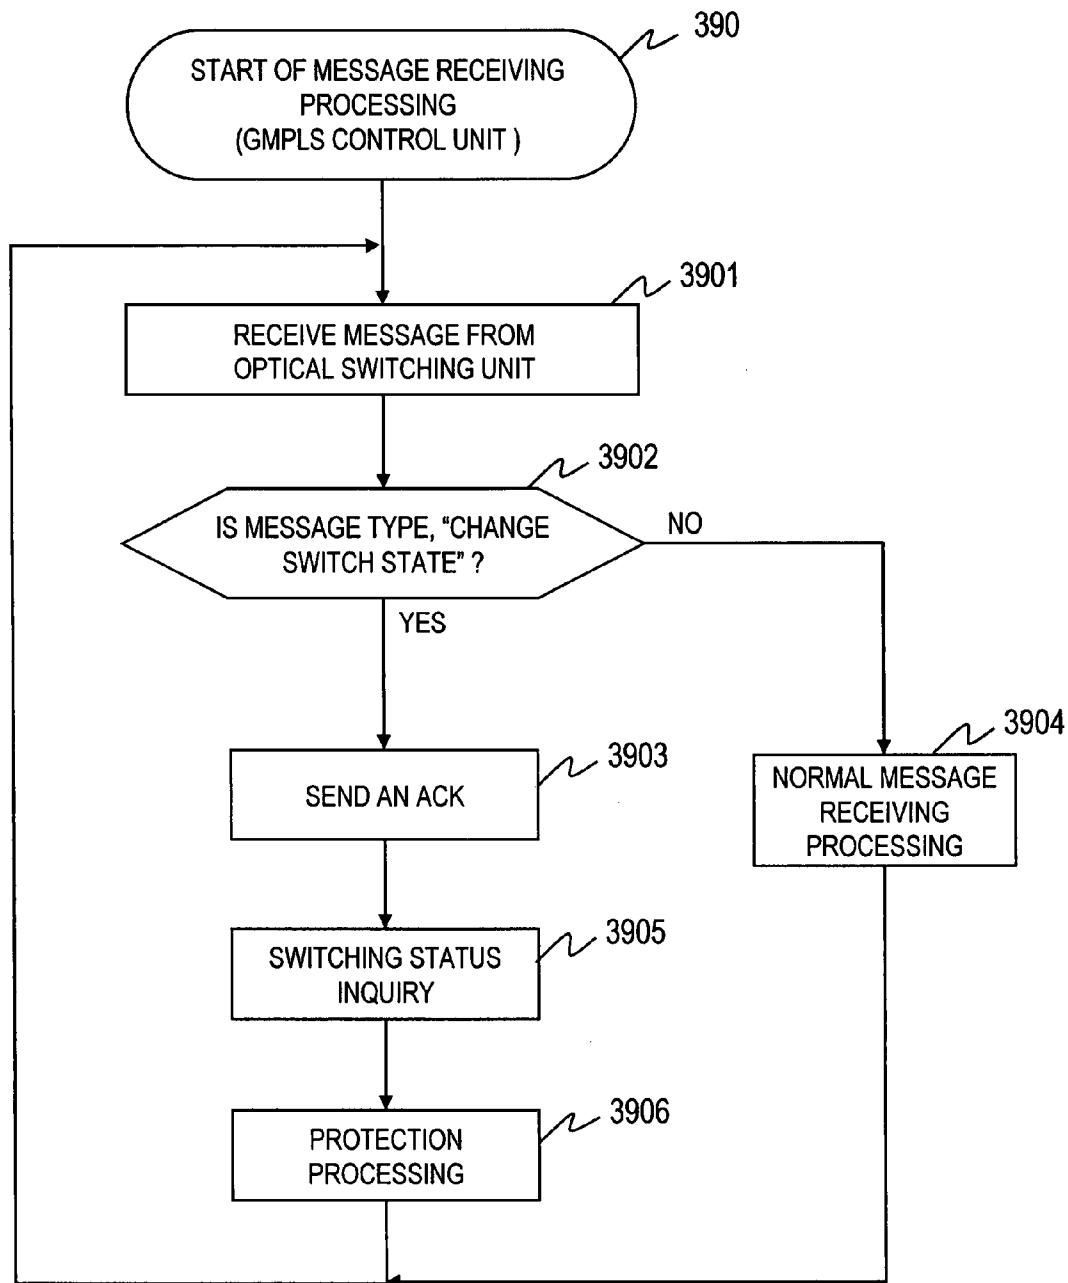 390
START OF MESSAGE RECEIVING
PROCESSING
(GMPLS CONTROL UNIT )
3901
RECEIVE MESSAGE FROM
OPTICAL SWITCHING UNIT
3902
IS MESSAGE TYPE, “CHANGE
SWITCH STATE” ?
NO
YES
3903
SEND AN ACK
3904
NORMAL MESSAGE
RECEIVING
PROCESSING
3905
SWITCHING STATUS
INQUIRY
3906
PROTECTION
PROCESSING